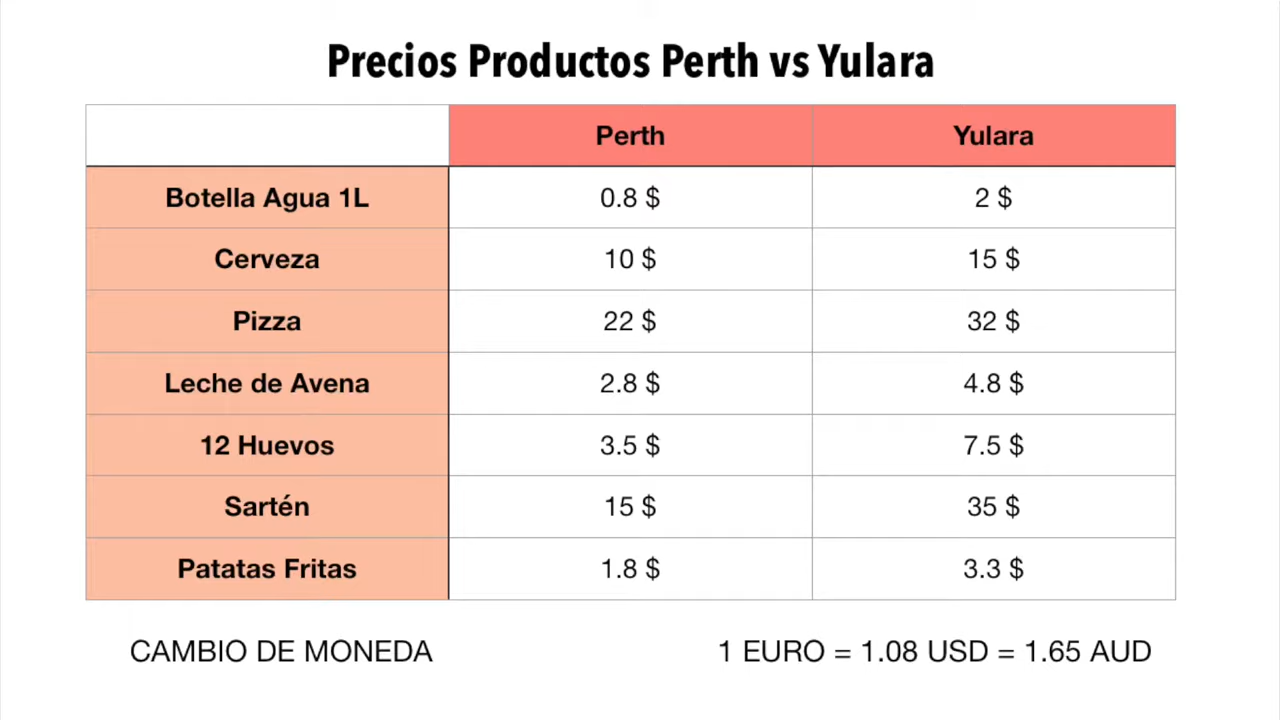 Precios Productos Perth vs Yulara
Perth Yulara
Botella Agua 1L 0.8 $ 2 $
Cerveza 10 $ 15 $
Pizza 22 $ 32 $
Leche de Avena 2.8 $ 4.8 $
12 Huevos 3.5 $ 7.5 $
Sartén 15 $ 35 $
Patatas Fritas 1.8 $ 3.3 $
CAMBIO DE MONEDA 1 EURO = 1.08 USD = 1.65 AUD